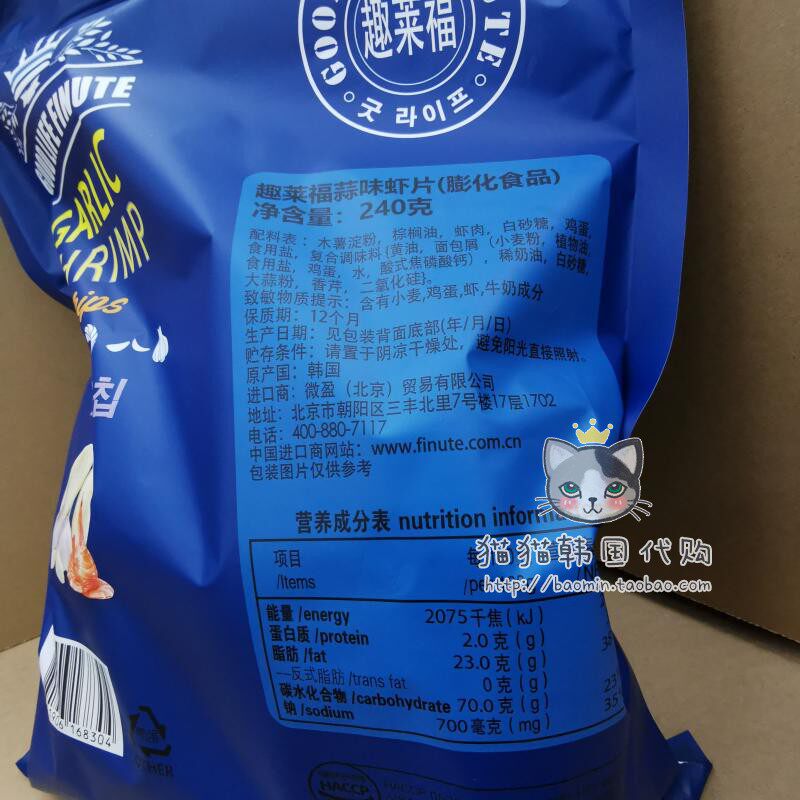 GOO
OTE
趣莱福
굿 라이프
GOODLIFE FINUTE
GARLIC
SHRIMP
chips
칩
趣莱福蒜味虾片(膨化食品)
净含量：240克
配料表：木薯淀粉，棕榈油，虾肉，白砂糖，鸡蛋，
食用盐，复合调味料{黄油，面包屑（小麦粉，植物油，
食用盐，鸡蛋，水，酸式焦磷酸钙），稀奶油，白砂糖，
大蒜粉，香芹，二氧化硅}。
致敏物质提示：含有小麦,鸡蛋,虾,牛奶成分
保质期：12个月
生产日期：见包装背面底部(年/月/日)
贮存条件：请置于阴凉干燥处，避免阳光直接照射。
原产国：韩国
进口商：微盈（北京）贸易有限公司
地址：北京市朝阳区三丰北里7号楼17层1702
电话：400-880-7117
中国进口商网站：www.finute.com.cn
包装图片仅供参考
营养成分表 nutrition inform
猫猫韩国代购
http://baomin.taobao.com
项目
/Items
能量 /energy 2075千焦(kJ)
蛋白质 /protein 2.0克(g)
脂肪 /fat 23.0克(g)
---反式脂肪 /trans fat 0克(g)
碳水化合物 /carbohydrate 70.0克(g)
钠 /sodium 700毫克(mg)
168304
OTHER
HACCP